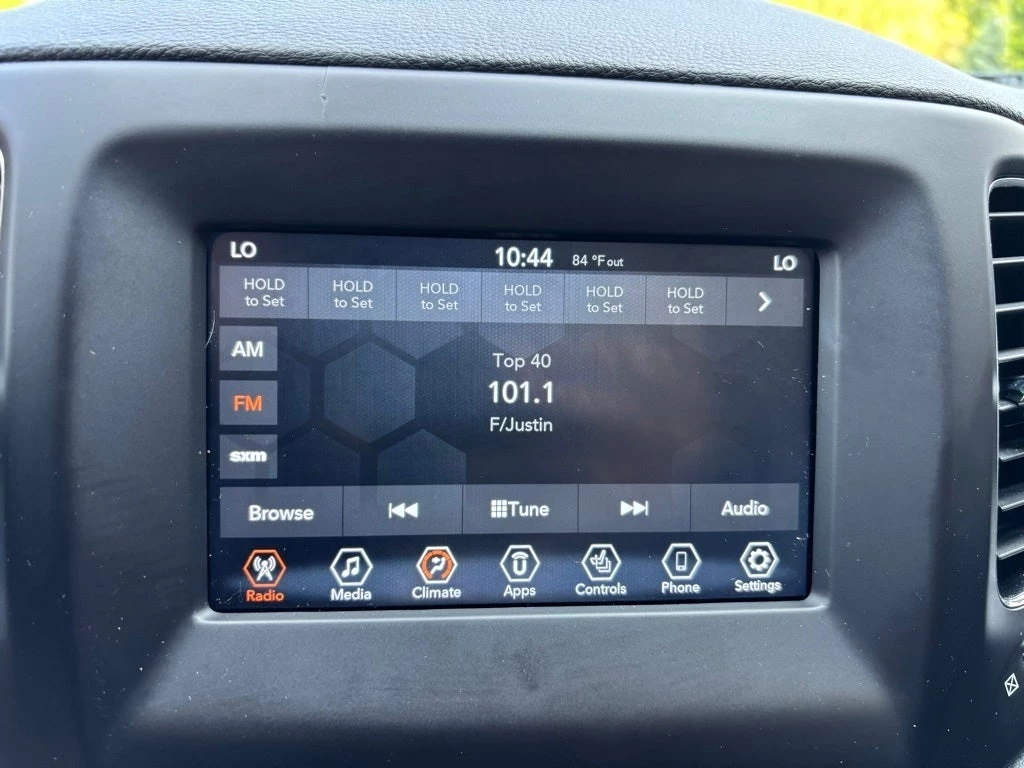 LO 10:44 84 °F out LO
HOLD HOLD HOLD HOLD HOLD HOLD
to Set to Set to Set to Set to Set to Set
AM
Top 40
FM
101.1
F/Justin
sxm
Browse Tune Audio
Radio Media Climate Apps Controls Phone Settings